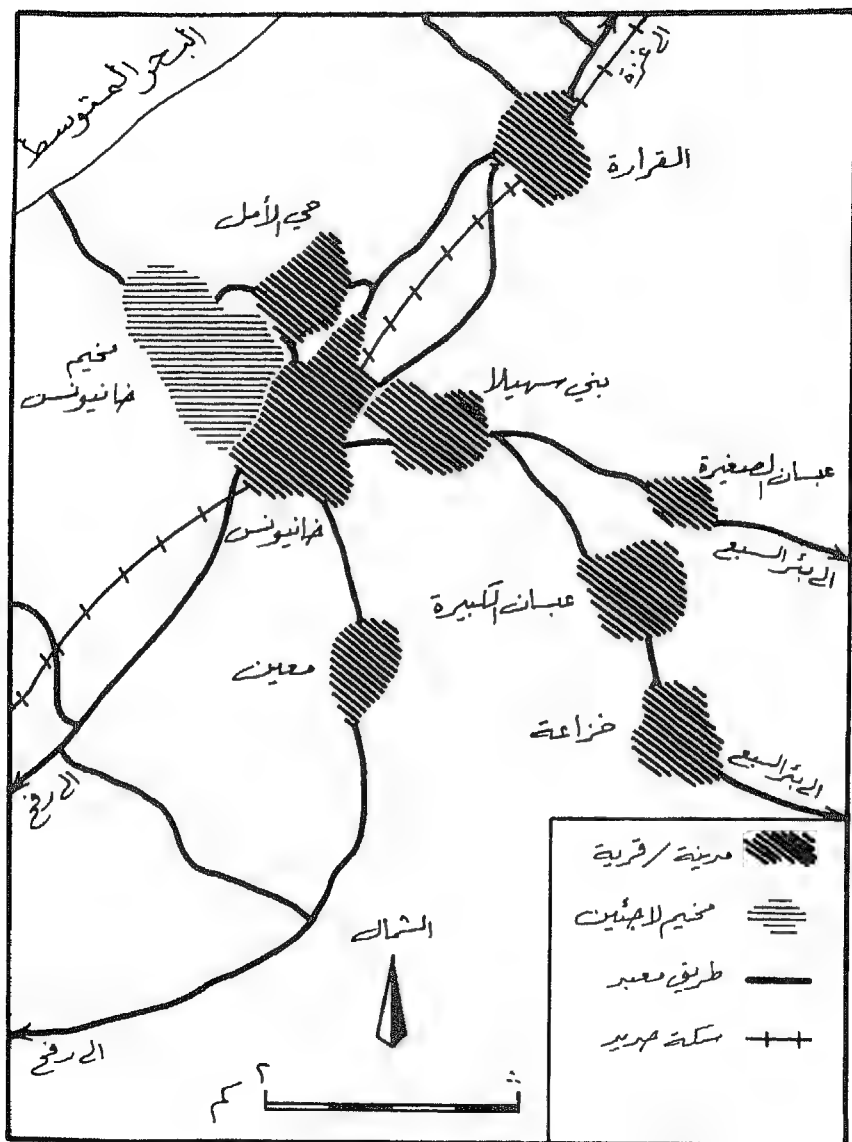 البحر المتوسط
الى غزة
القرارة
حي الأمل
مخيم
خانيونس
بني سهيلا
عبسان الصغيرة
الى بئر السبع
خانيونس
عبسان الكبيرة
معين
خزاعة
الى بئر السبع
الى رفح
مدينة / قرية
مخيم لاجئين
طريق معبد
سكة حديد
الشمال
الى رفح
كم ٢